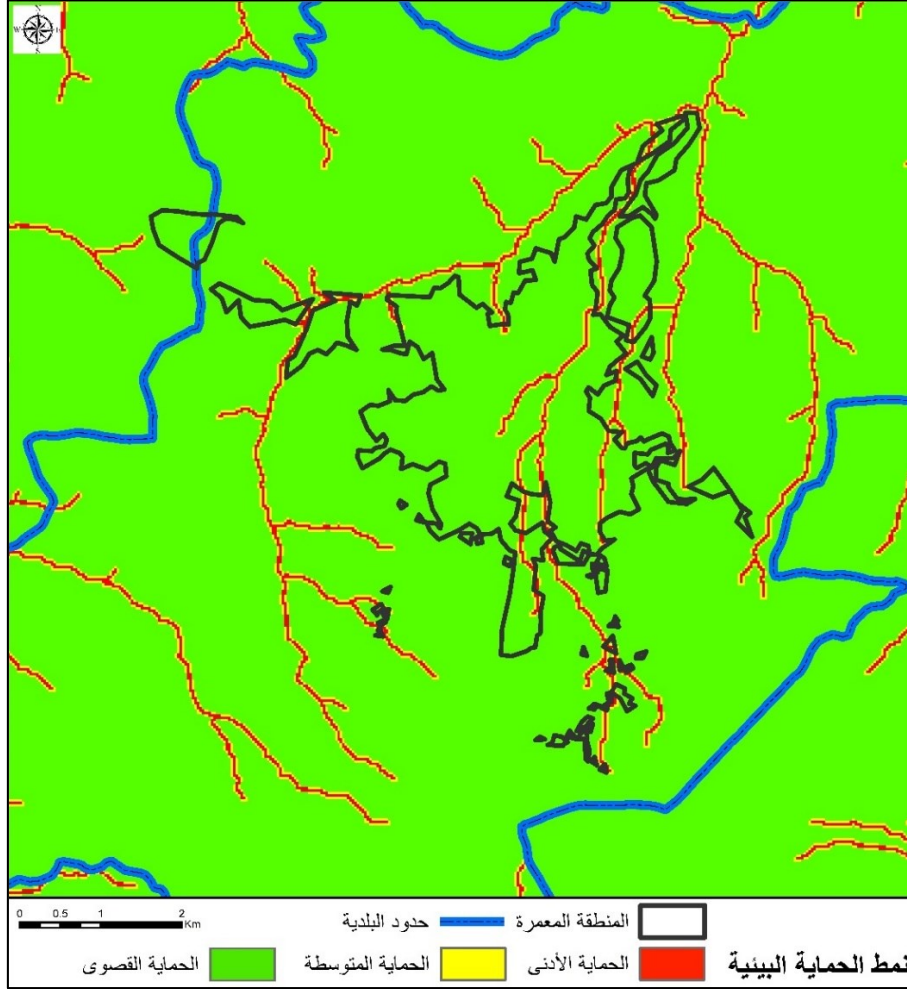 N
W E
S
0 0.5 1 2
Km
المنطقة المعمرة
حدود البلدية
نمط الحماية البيئية
الحماية الأدنى
الحماية المتوسطة
الحماية القصوى